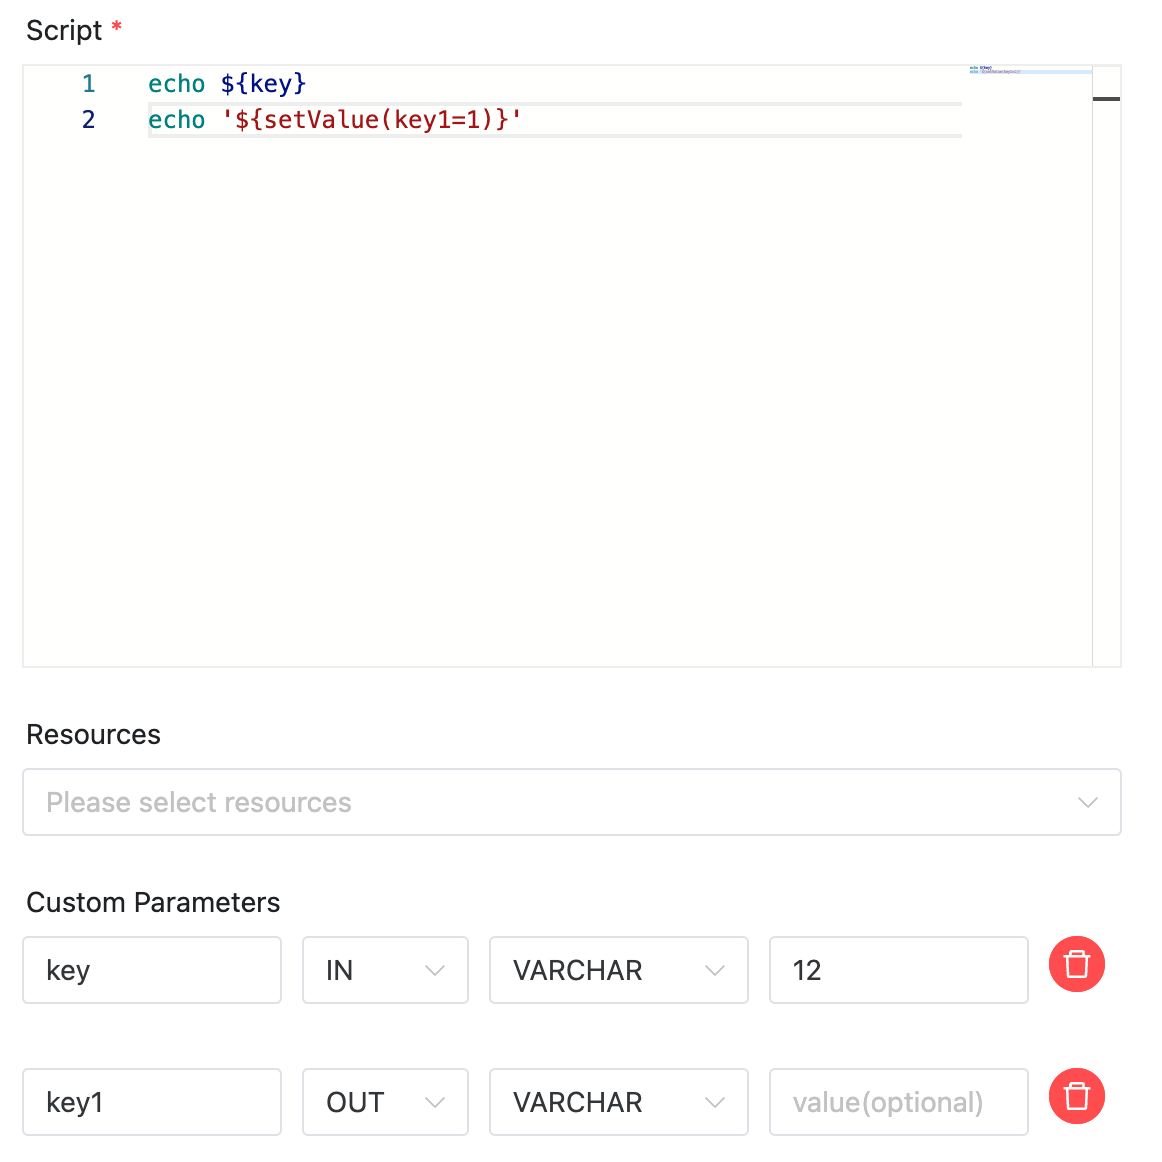 Script *
1 echo ${key}
2 echo '${setValue(key1=1)}'
Resources
Please select resources
Custom Parameters
key IN VARCHAR 12
key1 OUT VARCHAR value(optional)